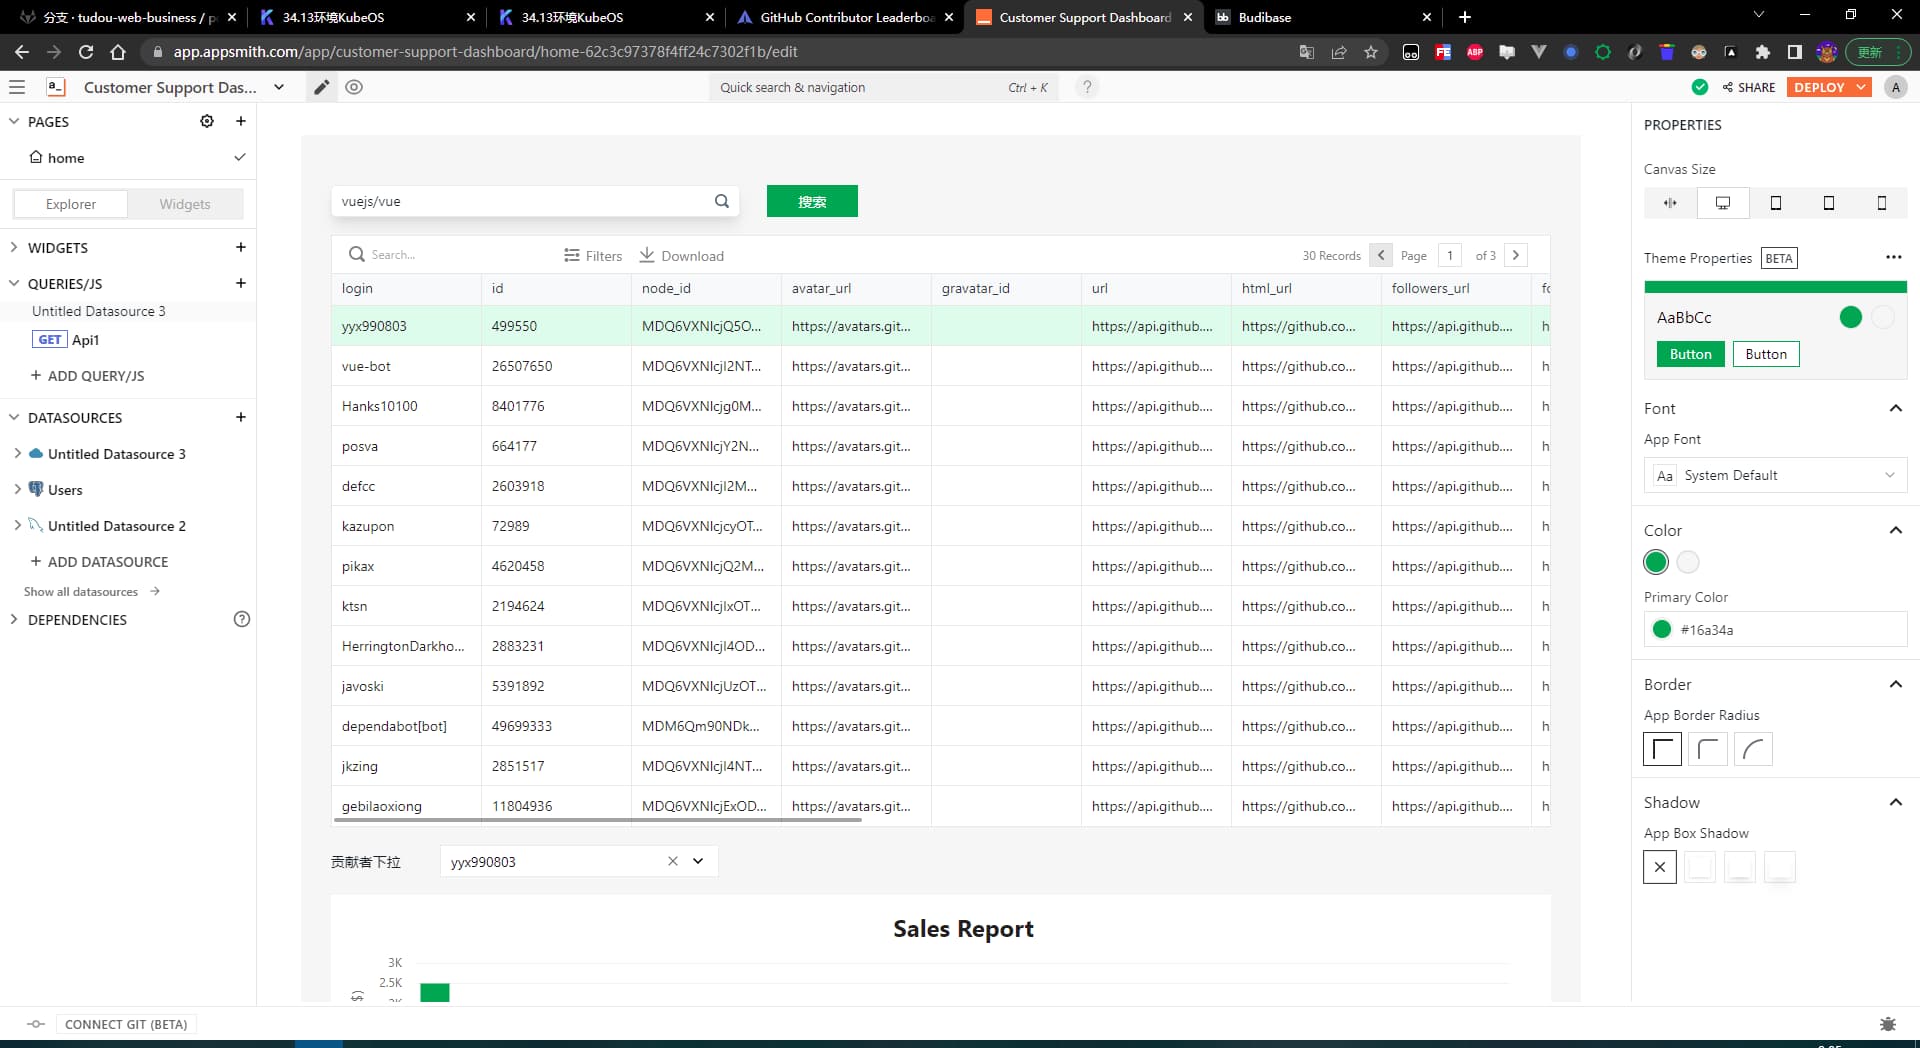 分支 · tudou-web-business / p
34.13环境KubeOS
34.13环境KubeOS
GitHub Contributor Leaderboa
Customer Support Dashboard
Budibase
app.appsmith.com/app/customer-support-dashboard/home-62c3c97378f4ff24c7302f1b/edit
FE
ABP
更新
a_
Customer Support Das...
Quick search & navigation
Ctrl + K
?
SHARE
DEPLOY
A
PAGES
home
Explorer
Widgets
WIDGETS
QUERIES/JS
Untitled Datasource 3
GET Api1
ADD QUERY/JS
DATASOURCES
Untitled Datasource 3
Users
Untitled Datasource 2
ADD DATASOURCE
Show all datasources
DEPENDENCIES
?
vuejs/vue
搜索
Search... Filters Download 30 Records Page 1 of 3
login id node_id avatar_url gravatar_id url html_url followers_url fo
yyx990803 499550 MDQ6VXNlcjQ5O... https://avatars.git... https://api.github.... https://github.co... https://api.github.... h
vue-bot 26507650 MDQ6VXNlcjI2NT... https://avatars.git... https://api.github.... https://github.co... https://api.github.... h
Hanks10100 8401776 MDQ6VXNlcjg0M... https://avatars.git... https://api.github.... https://github.co... https://api.github.... h
posva 664177 MDQ6VXNlcjY2N... https://avatars.git... https://api.github.... https://github.co... https://api.github.... h
defcc 2603918 MDQ6VXNlcjI2M... https://avatars.git... https://api.github.... https://github.co... https://api.github.... h
kazupon 72989 MDQ6VXNlcjcyOT... https://avatars.git... https://api.github.... https://github.co... https://api.github.... h
pikax 4620458 MDQ6VXNlcjQ2M... https://avatars.git... https://api.github.... https://github.co... https://api.github.... h
ktsn 2194624 MDQ6VXNlcjIxOT... https://avatars.git... https://api.github.... https://github.co... https://api.github.... h
HerringtonDarkho... 2883231 MDQ6VXNlcjI4OD... https://avatars.git... https://api.github.... https://github.co... https://api.github.... h
javoski 5391892 MDQ6VXNlcjUzOT... https://avatars.git... https://api.github.... https://github.co... https://api.github.... h
dependabot[bot] 49699333 MDM6Qm90NDk... https://avatars.git... https://api.github.... https://github.co... https://api.github.... h
jkzing 2851517 MDQ6VXNlcjI4NT... https://avatars.git... https://api.github.... https://github.co... https://api.github.... h
gebilaoxiong 11804936 MDQ6VXNlcjExOD... https://avatars.git... https://api.github.... https://github.co... https://api.github.... h
贡献者下拉 yyx990803
Sales Report
3K
2.5K
PROPERTIES
Canvas Size
Theme Properties BETA
AaBbCc
Button Button
Font
App Font
Aa System Default
Color
Primary Color
#16a34a
Border
App Border Radius
Shadow
App Box Shadow
CONNECT GIT (BETA)